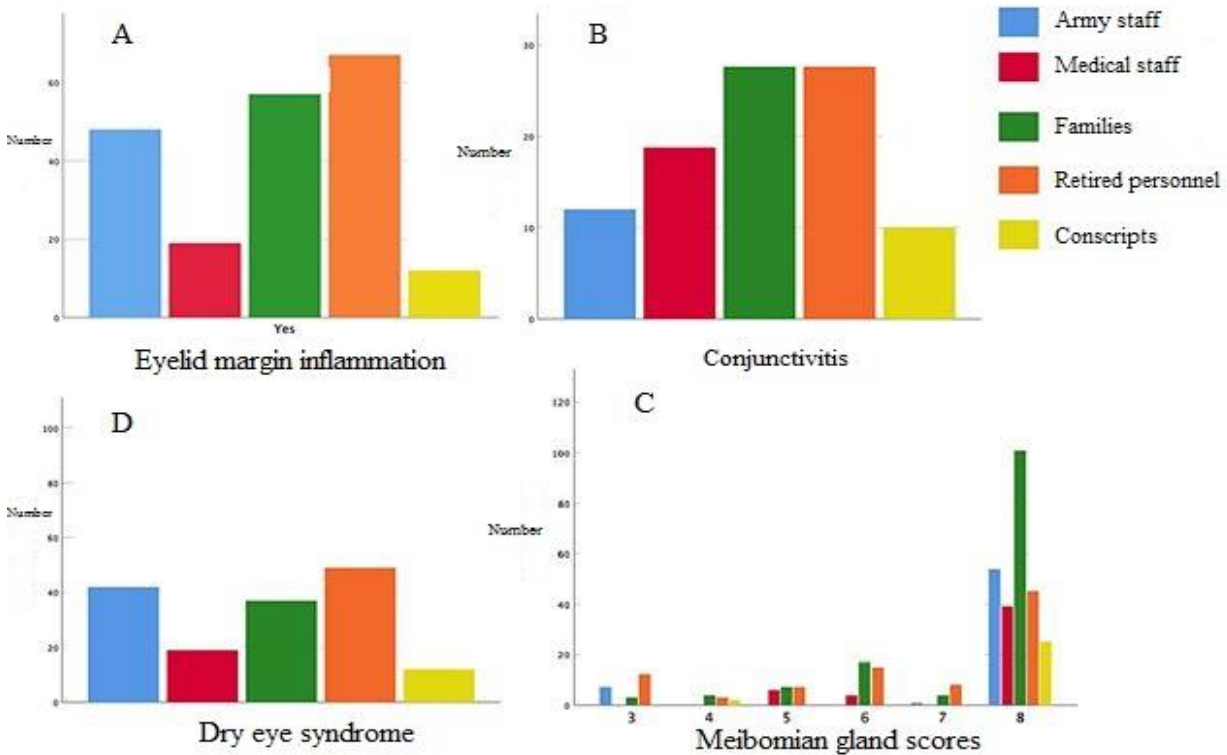 A
Number
60
40
20
0
Yes
Eyelid margin inflammation
B
Number
30
20
10
0
Conjunctivitis
Army staff
Medical staff
Families
Retired personnel
Conscripts
D
Number
100
80
60
40
20
0
Dry eye syndrome
C
Number
120
100
80
60
40
20
0
3 4 5 6 7 8
Meibomian gland scores